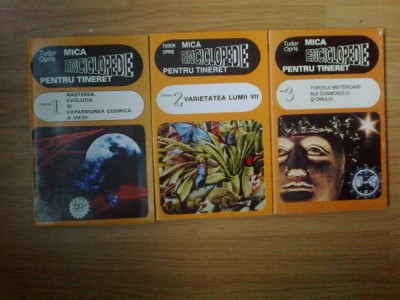 Tudor
Opriș
MICA
ENCICLOPEDIE
PENTRU TINERET
1
NAȘTEREA,
EVOLUȚIA
ȘI
EXPANSIUNEA COSMICĂ
A VIEȚII
Tudor
Opriș
MICA
ENCICLOPEDIE
PENTRU TINERET
2 VARIETATEA LUMII VII
Tudor
Opriș
MICA
ENCICLOPEDIE
PENTRU TINERET
3
FORȚELE MISTERIOASE
ALE COSMOSULUI
ȘI OMULUI